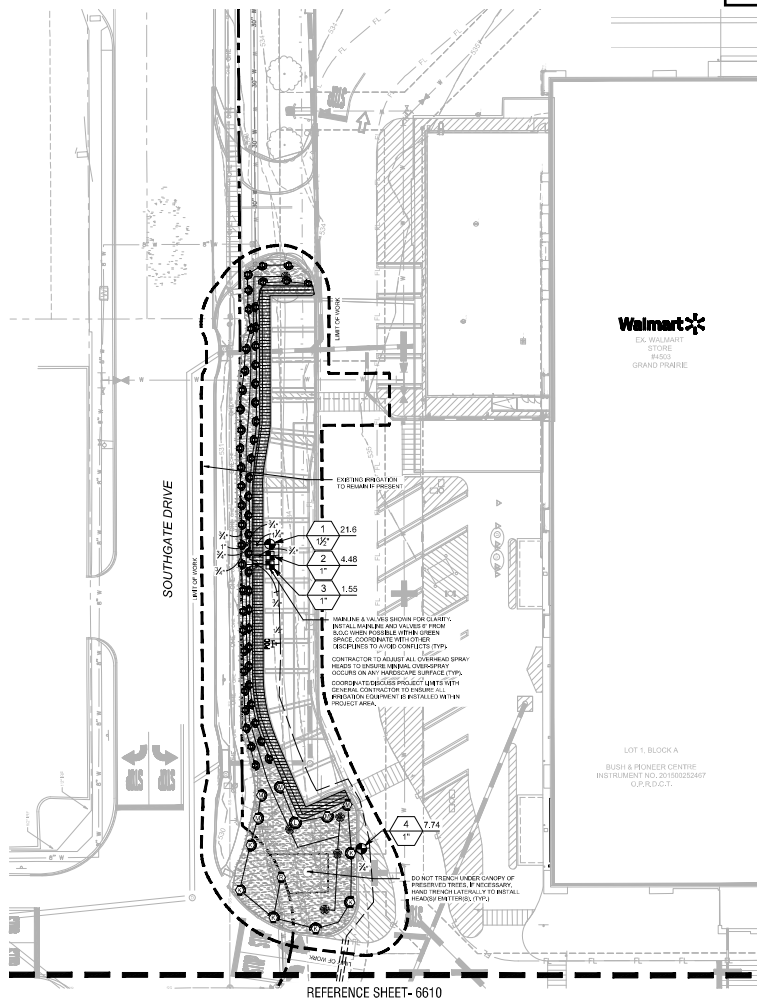 Walmart
EX. WALMART
STORE
#4503
GRAND PRAIRIE
LIMIT OF WORK
EXISTING IRRIGATION
TO REMAIN IF PRESENT
SOUTHGATE DRIVE
LIMIT OF WORK
1 21.6
1½"
2 4.48
1"
3 1.55
1"
MAINLINE & VALVES SHOWN FOR CLARITY.
INSTALL MAINLINE AND VALVES 6" FROM
B.O.C WHEN POSSIBLE WITHIN GREEN
SPACE. COORDINATE WITH OTHER
DISCIPLINES TO AVOID CONFLICTS (TYP).
CONTRACTOR TO ADJUST ALL OVERHEAD SPRAY
HEADS TO ENSURE MINIMAL OVER-SPRAY
OCCURS ON ANY HARDSCAPE SURFACE (TYP).
COORDINATE/DISCUSS PROJECT LIMITS WITH
GENERAL CONTRACTOR TO ENSURE ALL
IRRIGATION EQUIPMENT IS INSTALLED WITHIN
PROJECT AREA.
LOT 1, BLOCK A
BUSH & PIONEER CENTRE
INSTRUMENT NO. 201500252467
O.P.R.D.C.T.
4 7.74
1"
DO NOT TRENCH UNDER CANOPY OF
PRESERVED TREES, IF NECESSARY,
HAND TRENCH LATERALLY TO INSTALL
HEAD(S)/ EMITTER(S). (TYP.)
REFERENCE SHEET- 6610